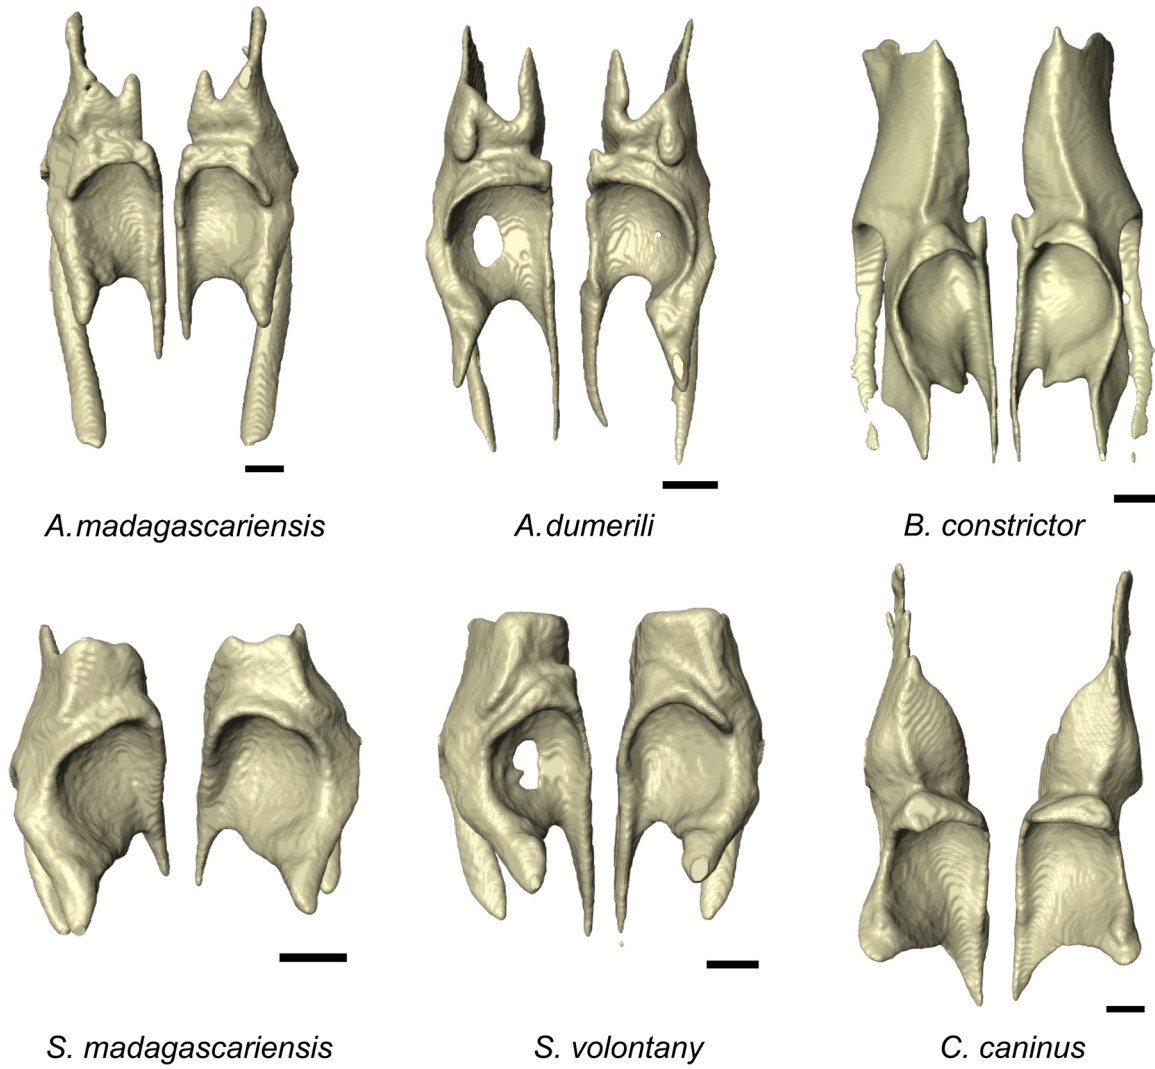 A. madagascariensis
A. dumerili
B. constrictor
S. madagascariensis
S. volontany
C. caninus